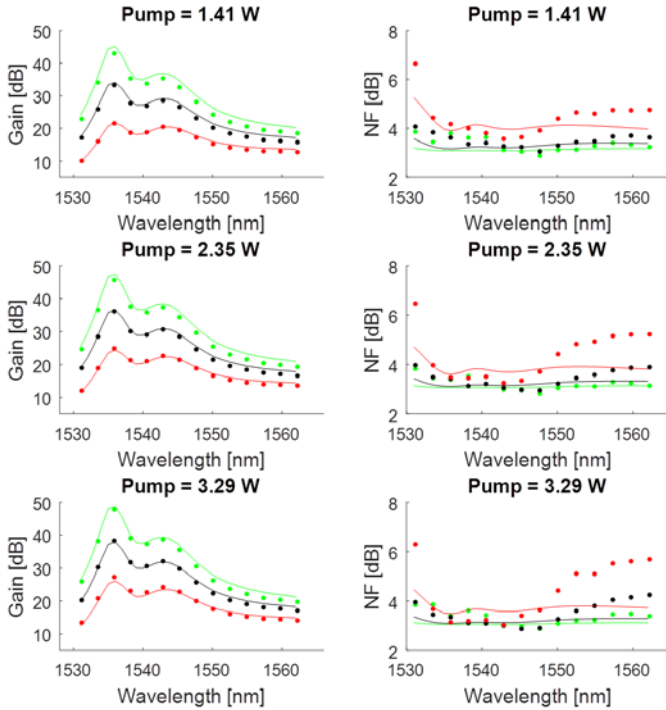 Pump = 1.41 W
50
40
30
20
10
Gain [dB]
1530 1540 1550 1560
Wavelength [nm]
Pump = 1.41 W
8
6
4
2
NF [dB]
1530 1540 1550 1560
Wavelength [nm]
Pump = 2.35 W
50
40
30
20
10
Gain [dB]
1530 1540 1550 1560
Wavelength [nm]
Pump = 2.35 W
8
6
4
2
NF [dB]
1530 1540 1550 1560
Wavelength [nm]
Pump = 3.29 W
50
40
30
20
10
Gain [dB]
1530 1540 1550 1560
Wavelength [nm]
Pump = 3.29 W
8
6
4
2
NF [dB]
1530 1540 1550 1560
Wavelength [nm]